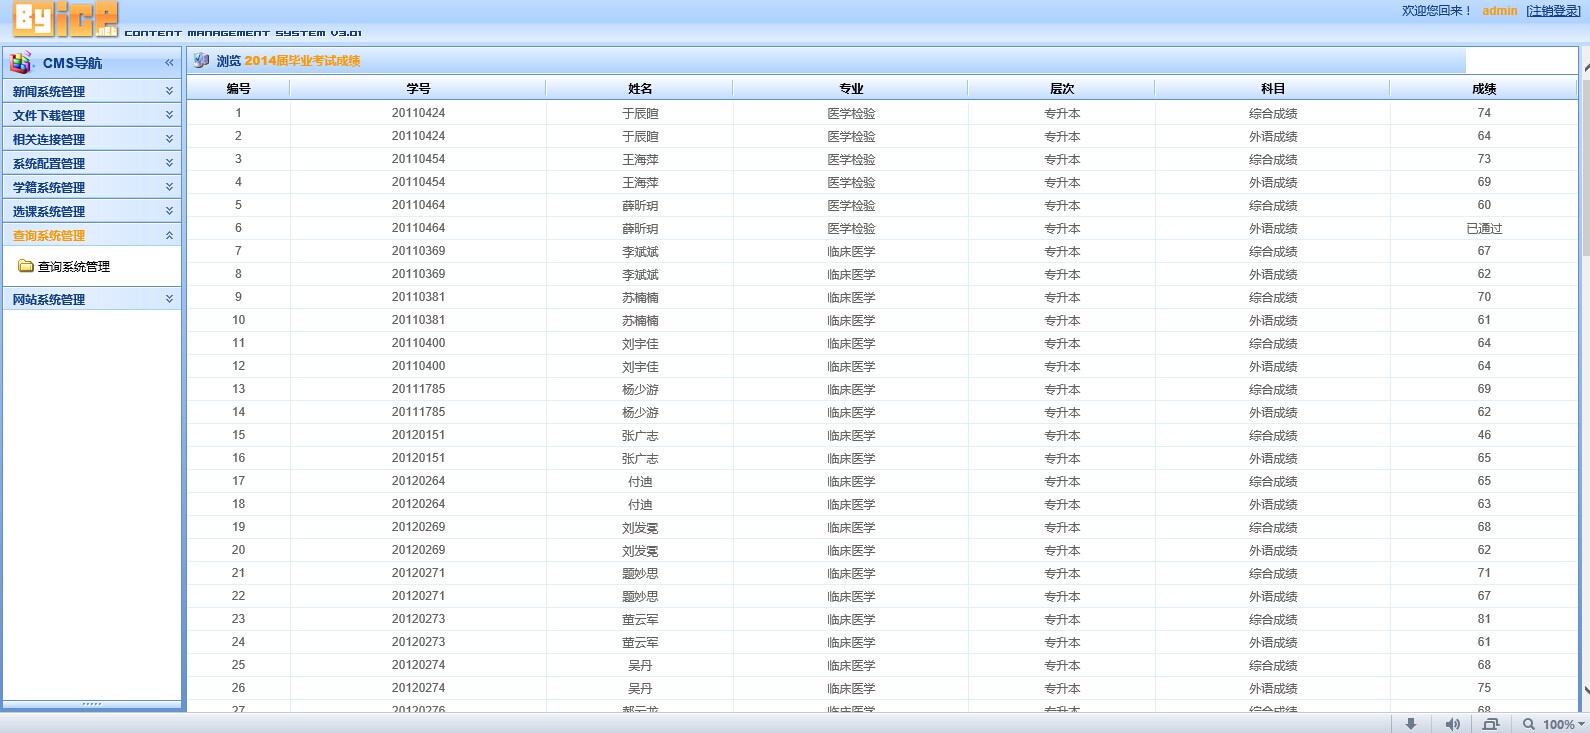 Byice.net CONTENT MANAGEMENT SYSTEM V3.01
欢迎您回来！ admin [注销登录]
CMS导航 «
新闻系统管理
文件下载管理
相关连接管理
系统配置管理
学籍系统管理
选课系统管理
查询系统管理
查询系统管理
网站系统管理
浏览 2014届毕业考试成绩
编号 学号 姓名 专业 层次 科目 成绩
1 20110424 于辰暄 医学检验 专升本 综合成绩 74
2 20110424 于辰暄 医学检验 专升本 外语成绩 64
3 20110454 王海萍 医学检验 专升本 综合成绩 73
4 20110454 王海萍 医学检验 专升本 外语成绩 69
5 20110464 薛昕玥 医学检验 专升本 综合成绩 60
6 20110464 薛昕玥 医学检验 专升本 外语成绩 已通过
7 20110369 李斌斌 临床医学 专升本 综合成绩 67
8 20110369 李斌斌 临床医学 专升本 外语成绩 62
9 20110381 苏楠楠 临床医学 专升本 综合成绩 70
10 20110381 苏楠楠 临床医学 专升本 外语成绩 61
11 20110400 刘宇佳 临床医学 专升本 综合成绩 64
12 20110400 刘宇佳 临床医学 专升本 外语成绩 64
13 20111785 杨少游 临床医学 专升本 综合成绩 69
14 20111785 杨少游 临床医学 专升本 外语成绩 62
15 20120151 张广志 临床医学 专升本 综合成绩 46
16 20120151 张广志 临床医学 专升本 外语成绩 65
17 20120264 付迪 临床医学 专升本 综合成绩 65
18 20120264 付迪 临床医学 专升本 外语成绩 63
19 20120269 临床医学 专升本 综合成绩 68
20 20120269 临床医学 专升本 外语成绩 62
21 20120271 题妙思 临床医学 专升本 综合成绩 71
22 20120271 题妙思 临床医学 专升本 外语成绩 67
23 20120273 董云军 临床医学 专升本 综合成绩 81
24 20120273 董云军 临床医学 专升本 外语成绩 61
25 20120274 吴丹 临床医学 专升本 综合成绩 68
26 20120274 吴丹 临床医学 专升本 外语成绩 75
27 20120276 临床医学 专升本 综合成绩 68
100%